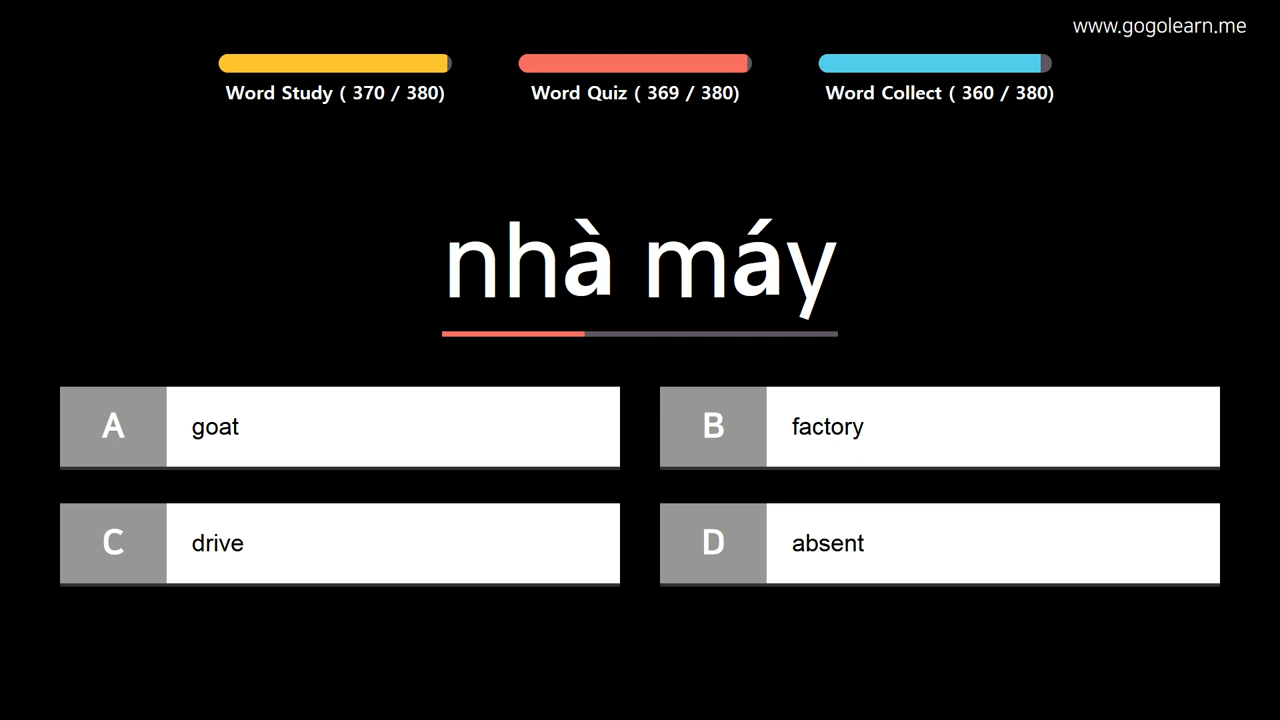 www.gogolearn.me
Word Study ( 370 / 380)
Word Quiz ( 369 / 380)
Word Collect ( 360 / 380)
nhà máy
A goat
B factory
C drive
D absent